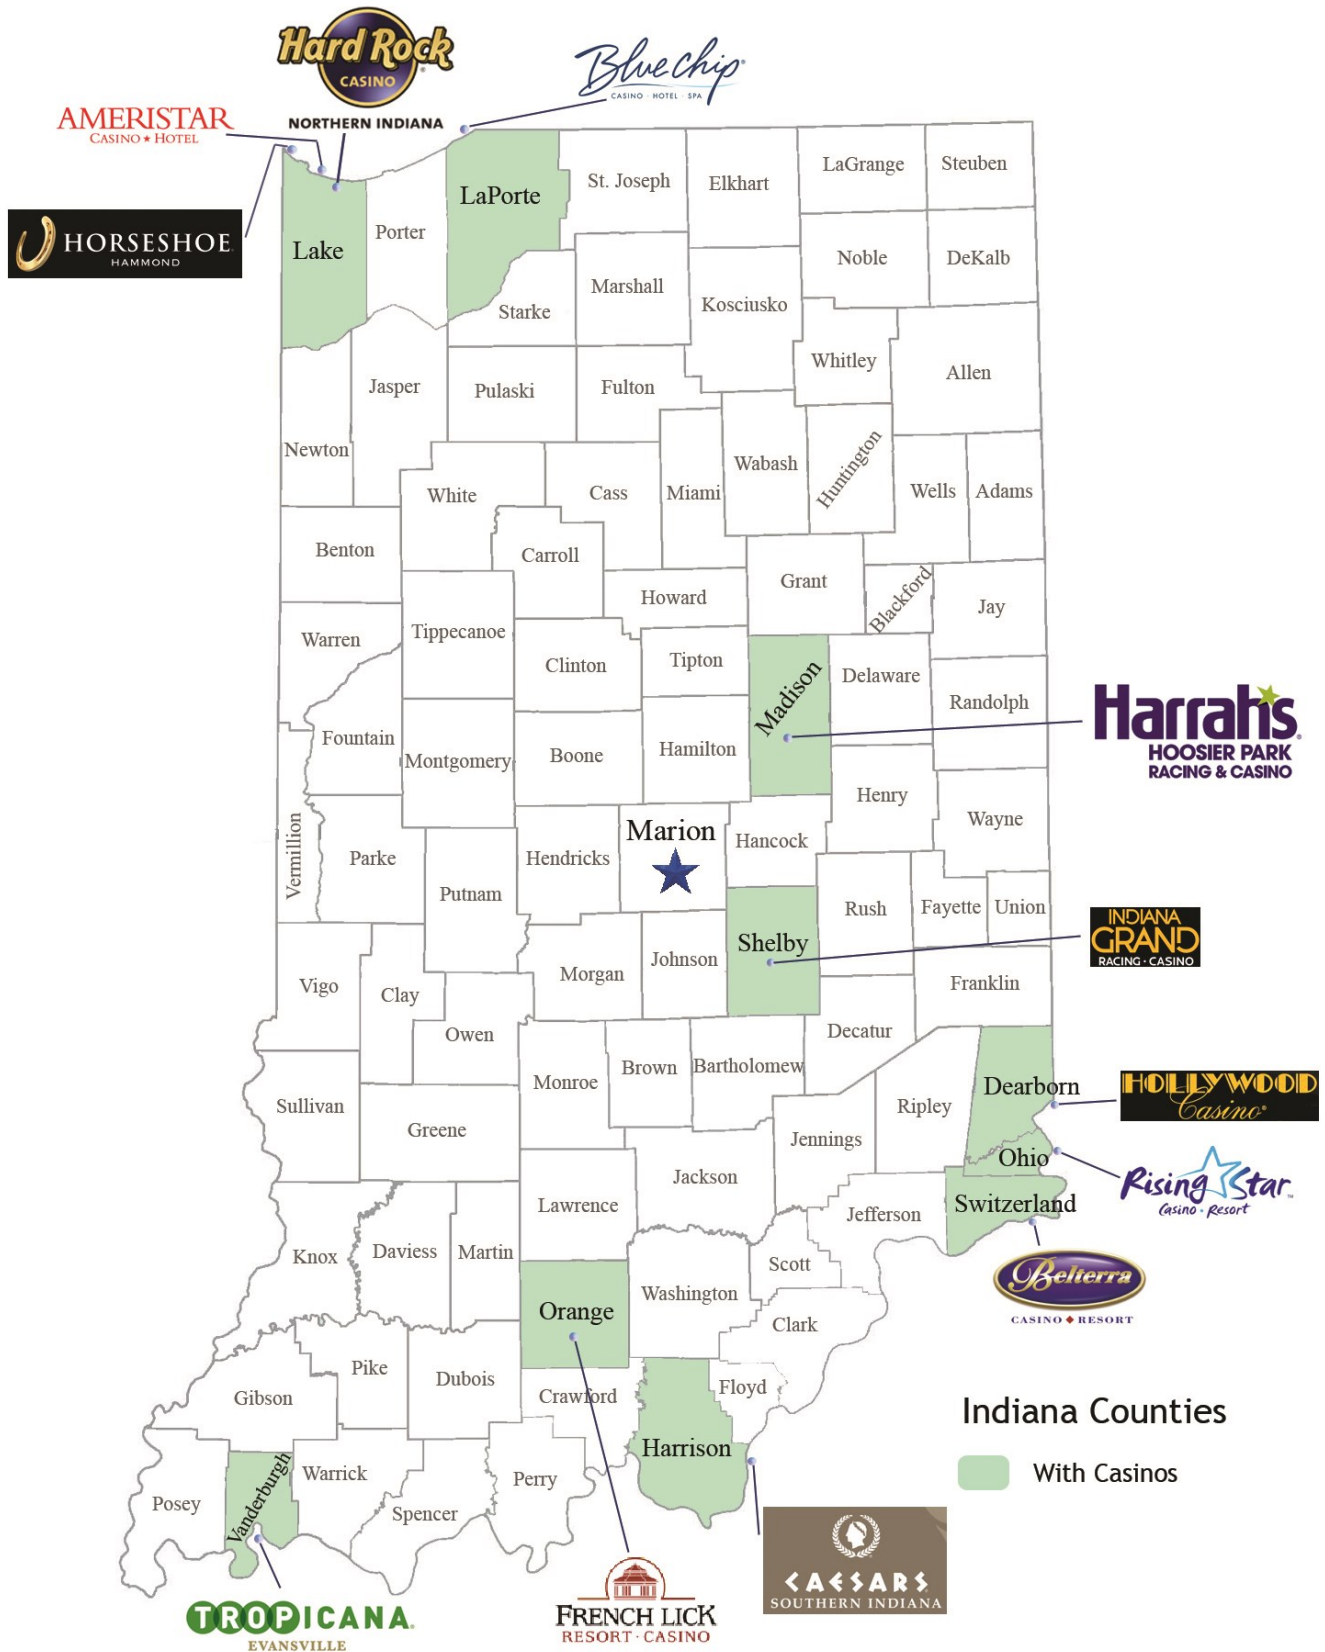 Hard Rock
CASINO
NORTHERN INDIANA
Blue Chip
CASINO · HOTEL · SPA
AMERISTAR
CASINO ★ HOTEL
HORSESHOE
HAMMOND
Lake
Porter
LaPorte
St. Joseph
Elkhart
LaGrange
Steuben
Noble
DeKalb
Marshall
Kosciusko
Starke
Whitley
Allen
Jasper
Pulaski
Fulton
Newton
Wabash
Huntington
White
Cass
Miami
Wells
Adams
Benton
Carroll
Grant
Blackford
Howard
Jay
Warren
Tippecanoe
Clinton
Tipton
Madison
Delaware
Randolph
Harrah's
HOOSIER PARK
RACING & CASINO
Fountain
Montgomery
Boone
Hamilton
Henry
Wayne
Vermillion
Parke
Putnam
Hendricks
Marion
Hancock
Rush
Fayette
Union
INDIANA
GRAND
RACING · CASINO
Shelby
Johnson
Morgan
Vigo
Clay
Owen
Franklin
Decatur
Monroe
Brown
Bartholomew
Sullivan
Greene
Dearborn
HOLLYWOOD
Casino®
Ripley
Jennings
Ohio
Rising Star™
Casino · Resort
Jackson
Lawrence
Switzerland
Jefferson
Knox
Daviess
Martin
Scott
Belterra
CASINO ♦ RESORT
Washington
Orange
Clark
Pike
Dubois
Gibson
Crawford
Floyd
Indiana Counties
With Casinos
Harrison
Vanderburgh
Warrick
Perry
Posey
Spencer
CAESARS
SOUTHERN INDIANA
TROPICANA
EVANSVILLE
FRENCH LICK
RESORT · CASINO